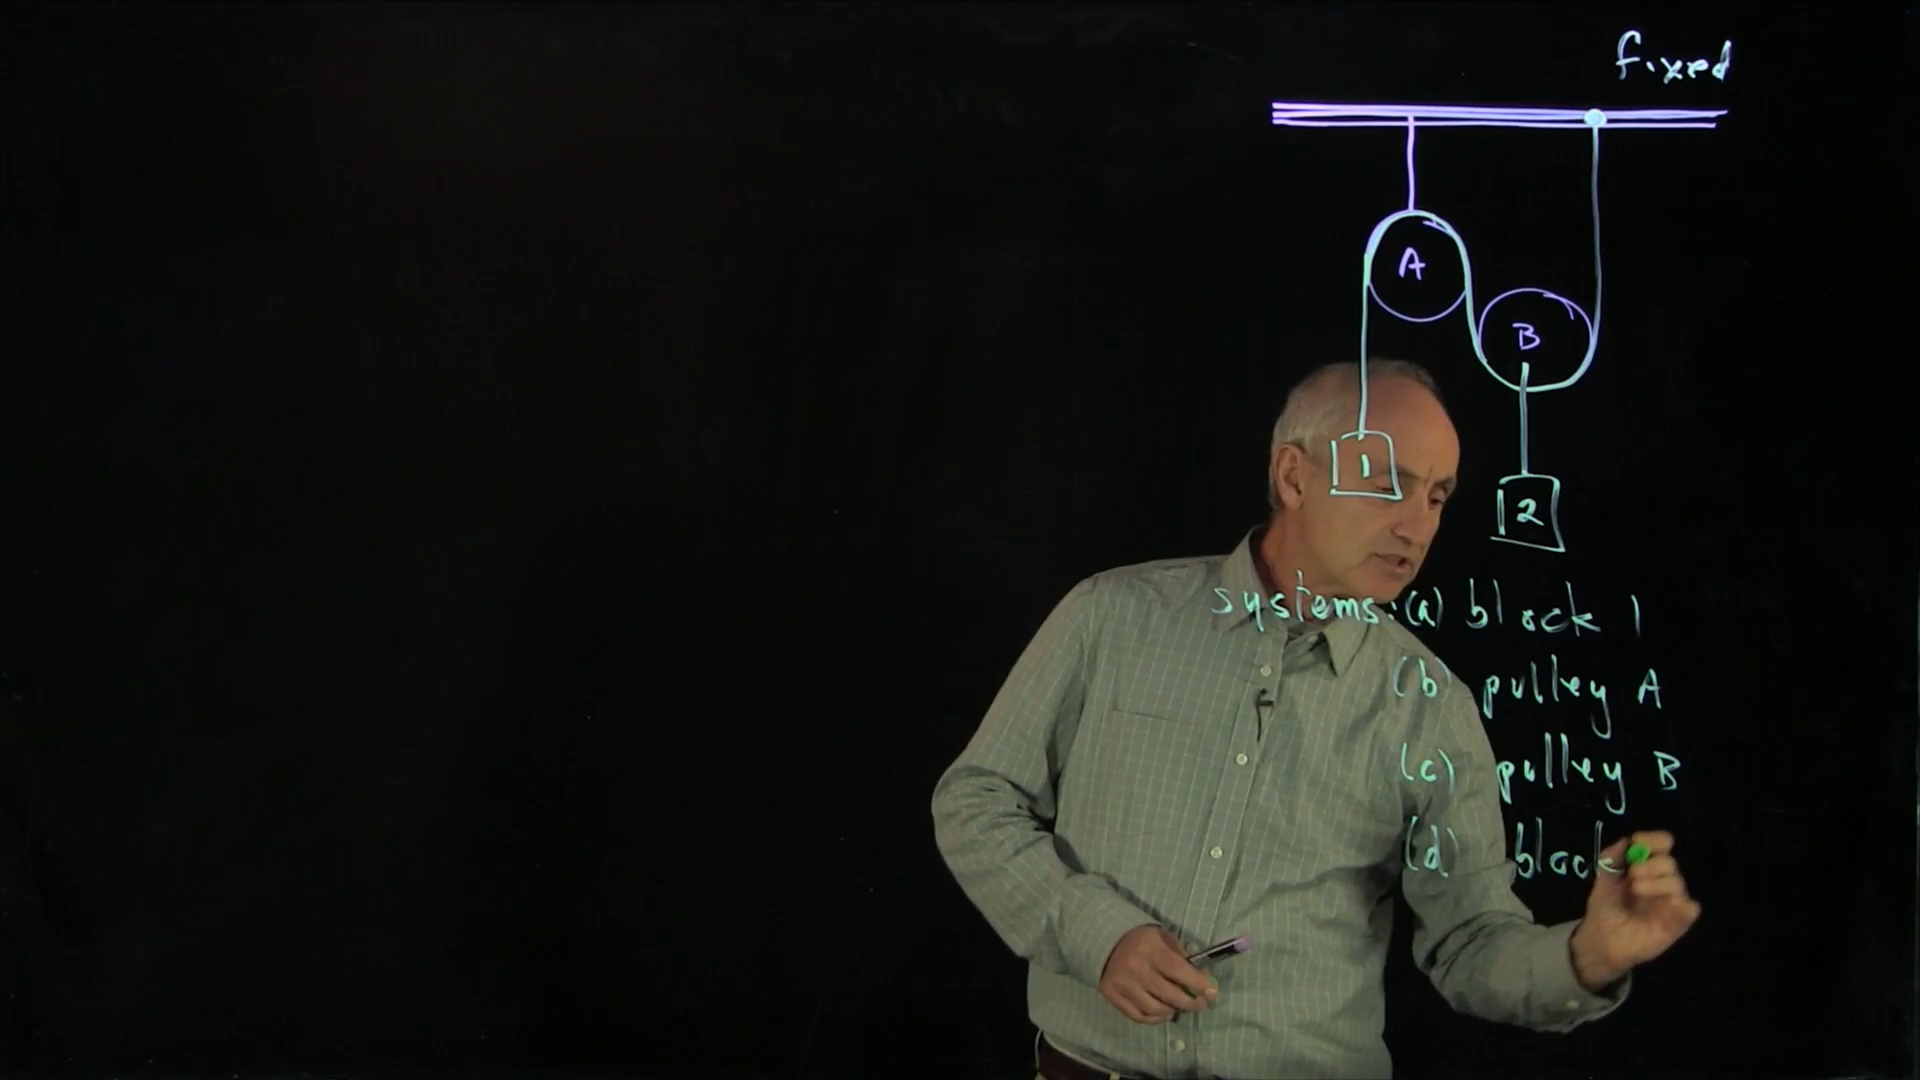 fixed
A
B
1
2
systems: (a) block 1
(b) pulley A
(c) pulley B
(d) block